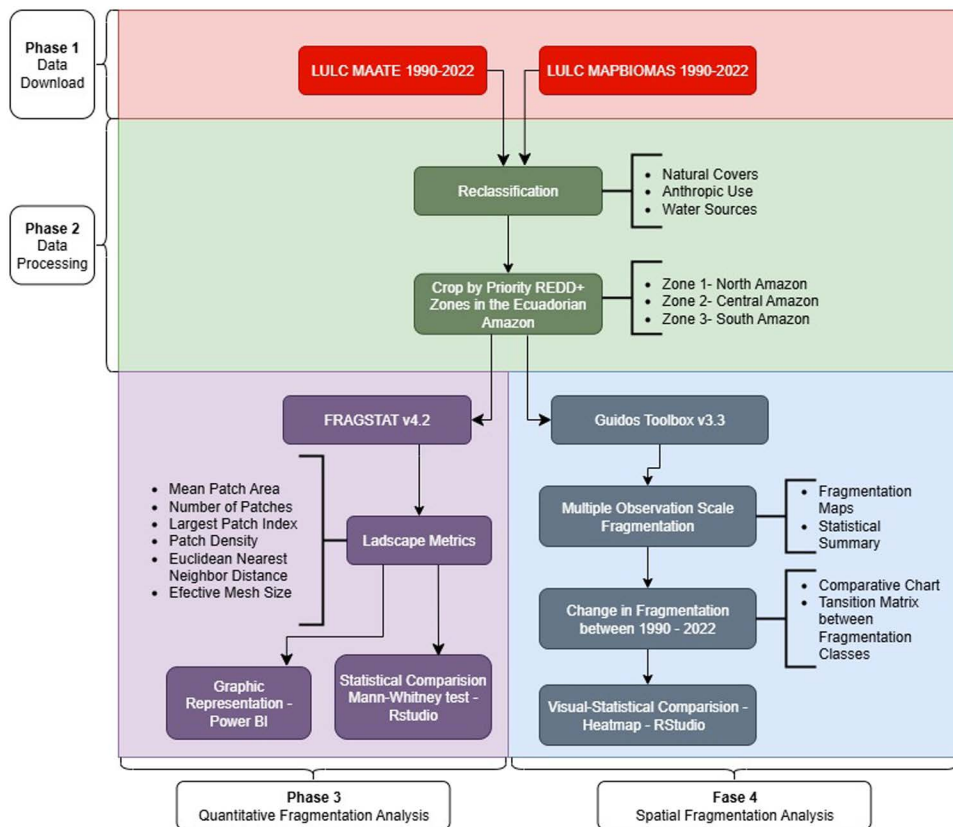 Phase 1
Data
Download
LULC MAATE 1990-2022
LULC MAPBIOMAS 1990-2022
Phase 2
Data
Processing
Reclassification
• Natural Covers
• Anthropic Use
• Water Sources
Crop by Priority REDD+
Zones in the Ecuadorian
Amazon
• Zone 1- North Amazon
• Zone 2- Central Amazon
• Zone 3- South Amazon
FRAGSTAT v4.2
• Mean Patch Area
• Number of Patches
• Largest Patch Index
• Patch Density
• Euclidean Nearest
Neighbor Distance
• Efective Mesh Size
Ladscape Metrics
Graphic
Representation -
Power BI
Statistical Comparision
Mann-Whitney test -
Rstudio
Guidos Toolbox v3.3
Multiple Observation Scale
Fragmentation
• Fragmentation
Maps
• Statistical
Summary
Change in Fragmentation
between 1990 - 2022
• Comparative Chart
• Tansition Matrix
between
Fragmentation
Classes
Visual-Statistical Comparision -
Heatmap - RStudio
Phase 3
Quantitative Fragmentation Analysis
Fase 4
Spatial Fragmentation Analysis